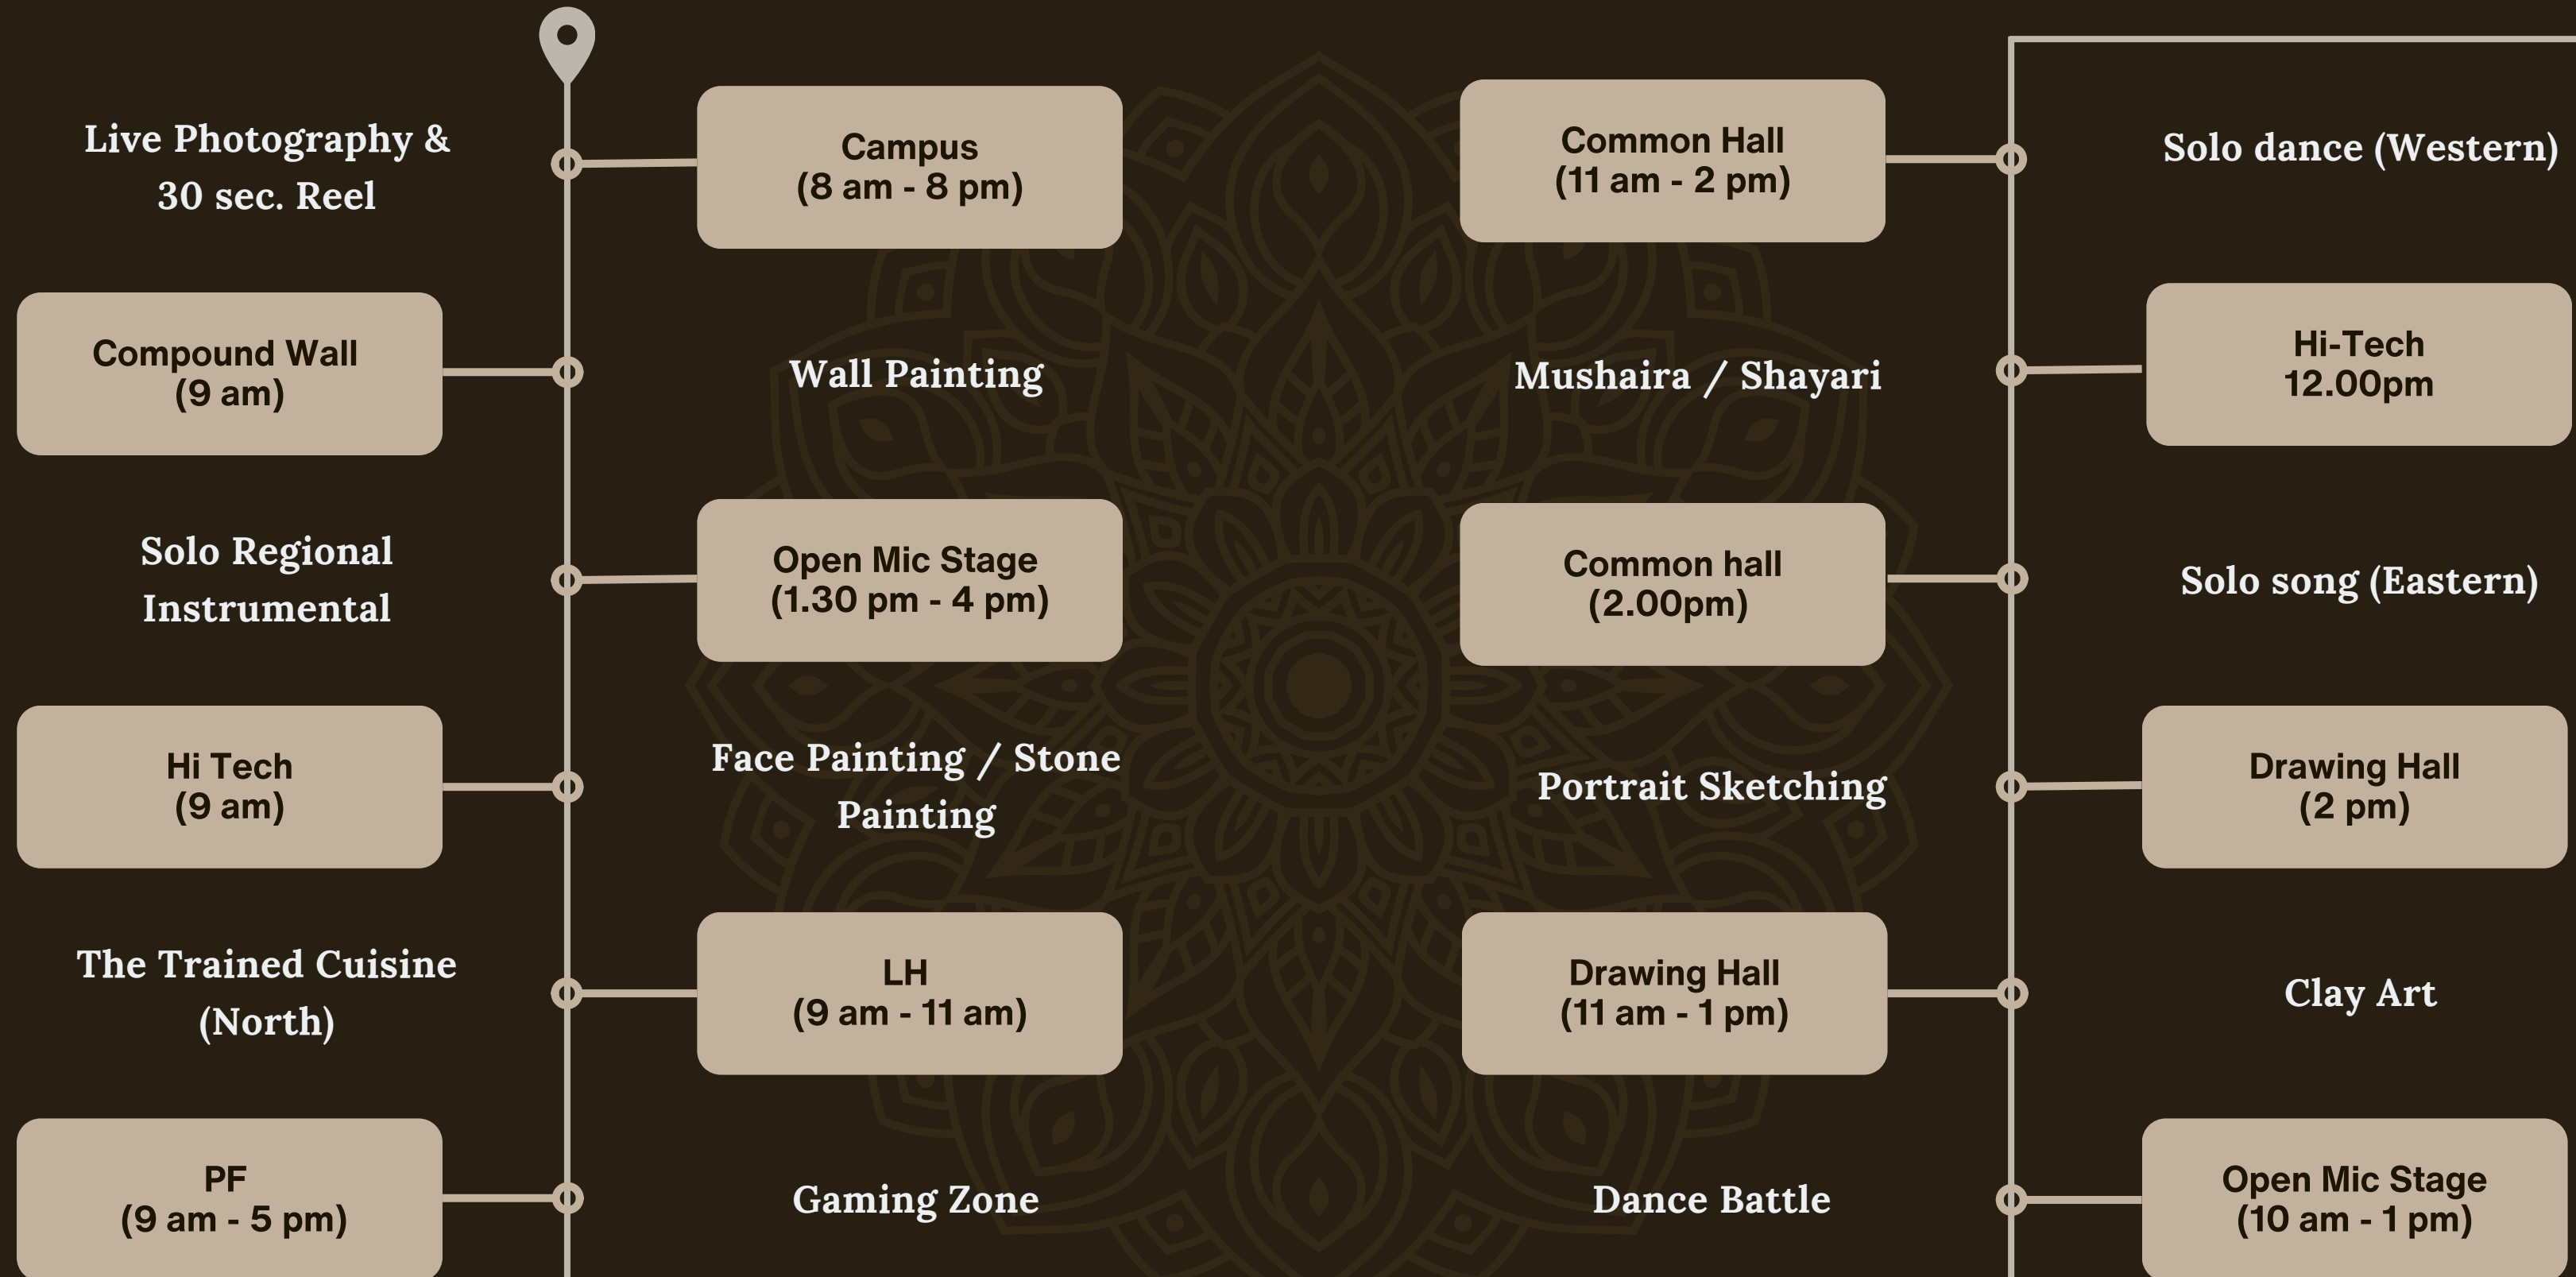 Live Photography &
30 sec. Reel
Campus
(8 am - 8 pm)
Compound Wall
(9 am)
Wall Painting
Solo Regional
Instrumental
Open Mic Stage
(1.30 pm - 4 pm)
Hi Tech
(9 am)
Face Painting / Stone
Painting
The Trained Cuisine
(North)
LH
(9 am - 11 am)
PF
(9 am - 5 pm)
Gaming Zone
Common Hall
(11 am - 2 pm)
Solo dance (Western)
Mushaira / Shayari
Hi-Tech
12.00pm
Common hall
(2.00pm)
Solo song (Eastern)
Portrait Sketching
Drawing Hall
(2 pm)
Drawing Hall
(11 am - 1 pm)
Clay Art
Dance Battle
Open Mic Stage
(10 am - 1 pm)